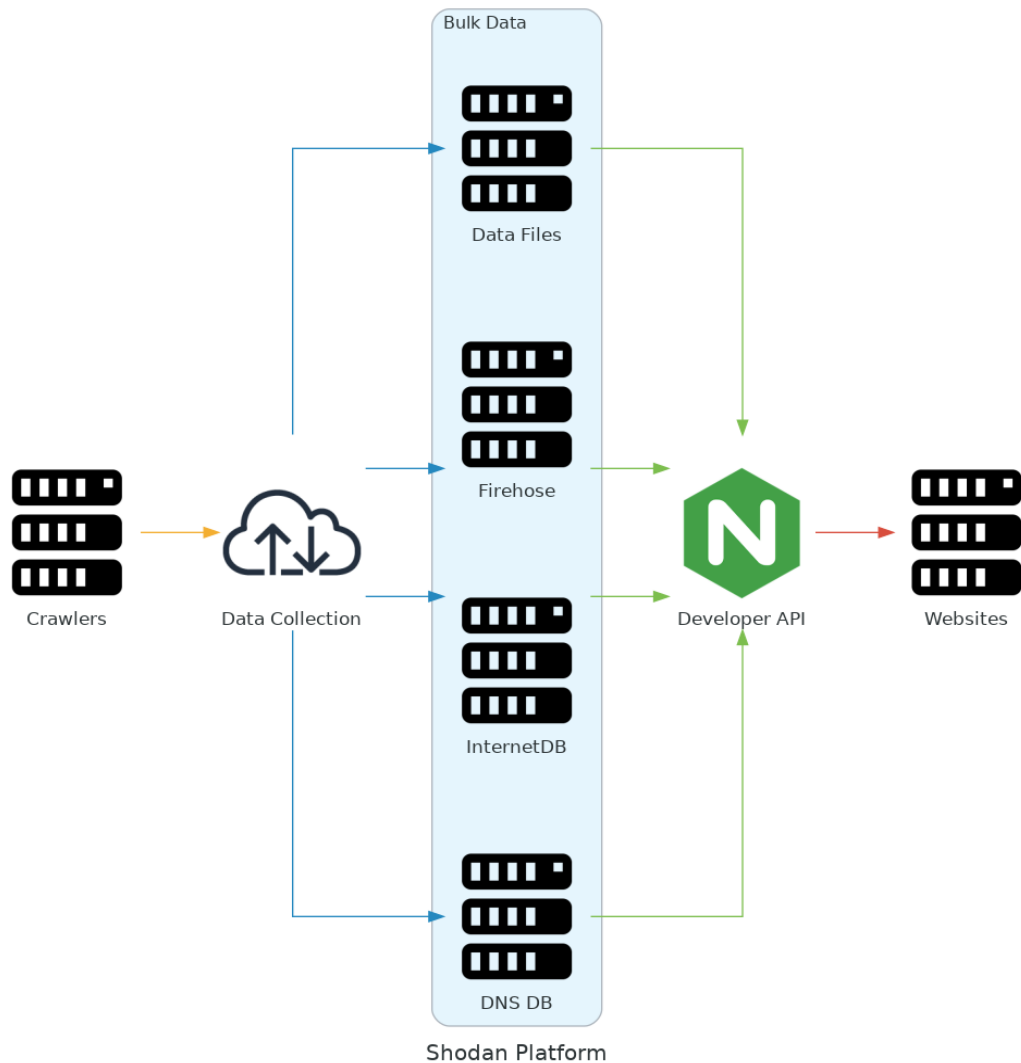 Bulk Data
Data Files
Firehose
Crawlers
Data Collection
N
Developer API
Websites
InternetDB
DNS DB
Shodan Platform